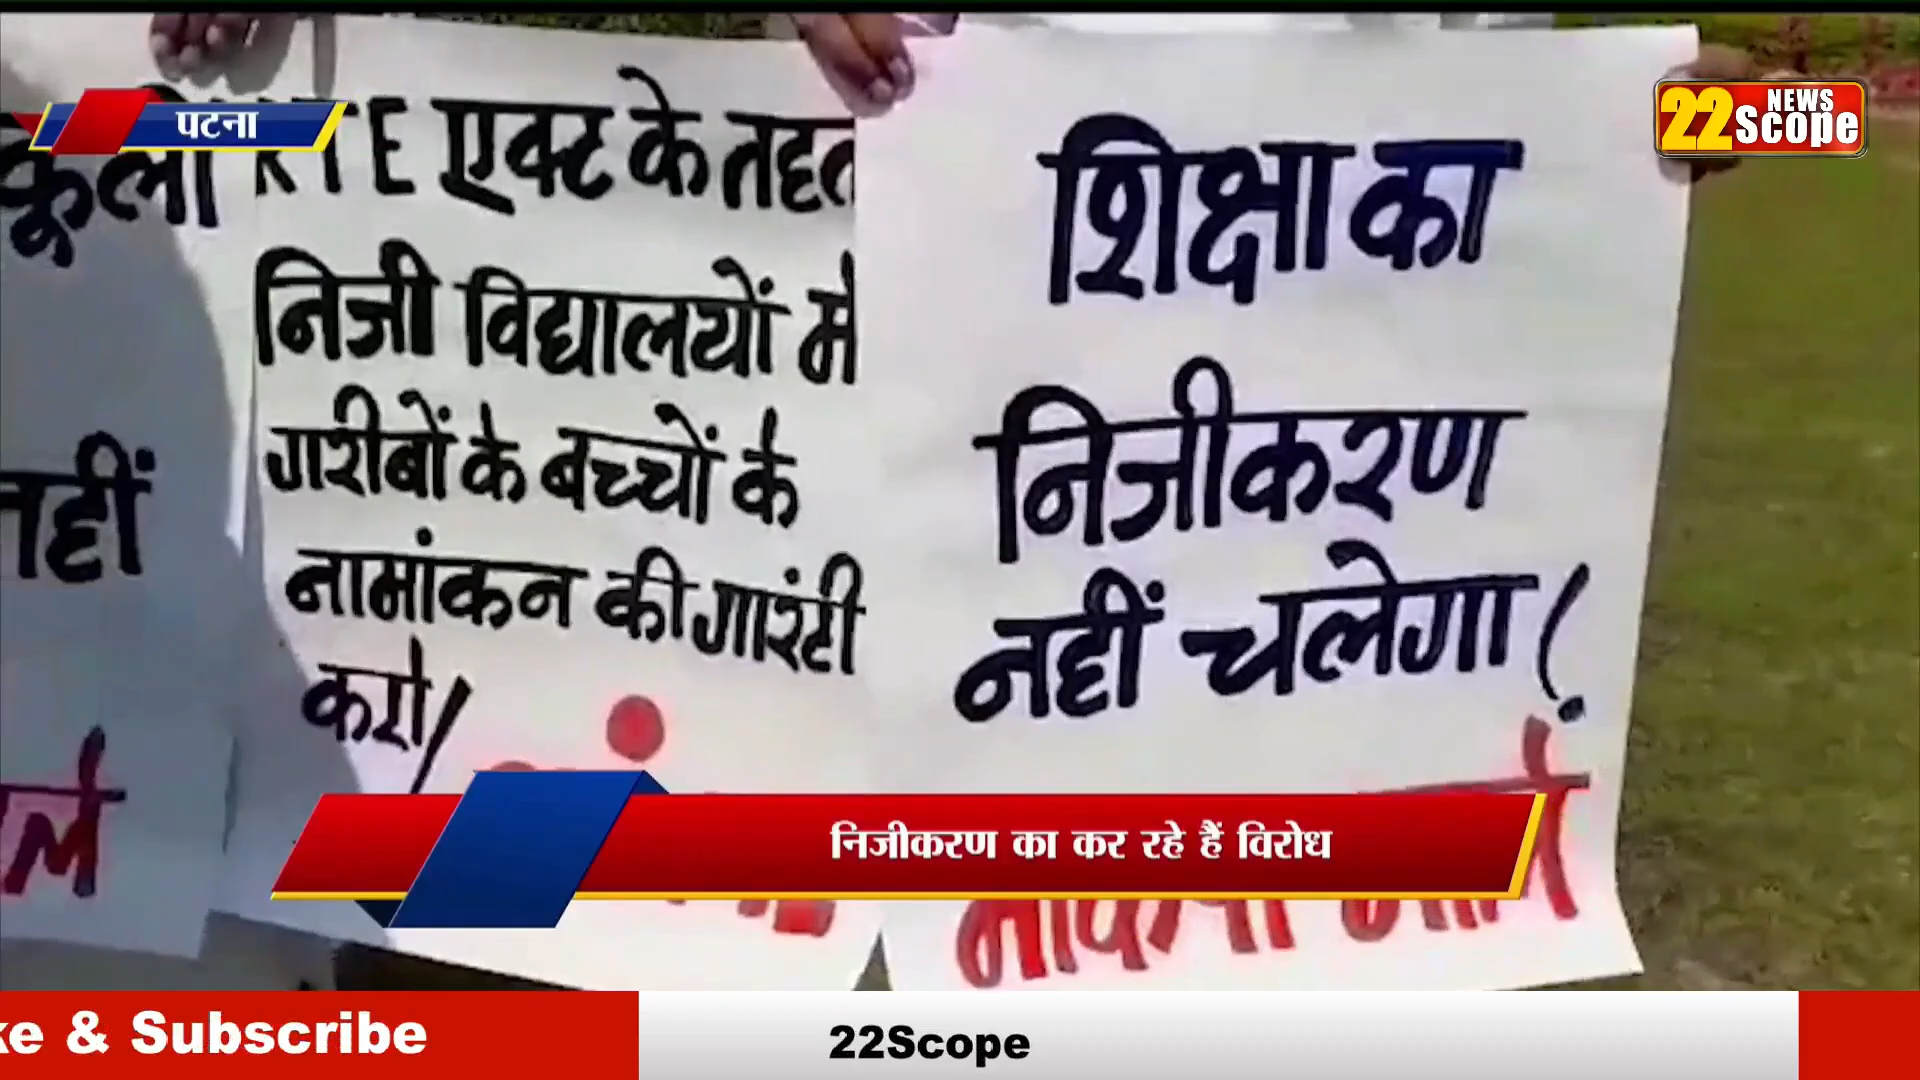 पटना
22 NEWS
Scope
RTE एक्ट के तहत
निजी विद्यालयों में
गरीबों के बच्चों के
नामांकन की गारंटी
करो/
शिक्षा का
निजीकरण
नहीं चलेगा!
नहीं
निजीकरण का कर रहे हैं विरोध
& Subscribe
22Scope